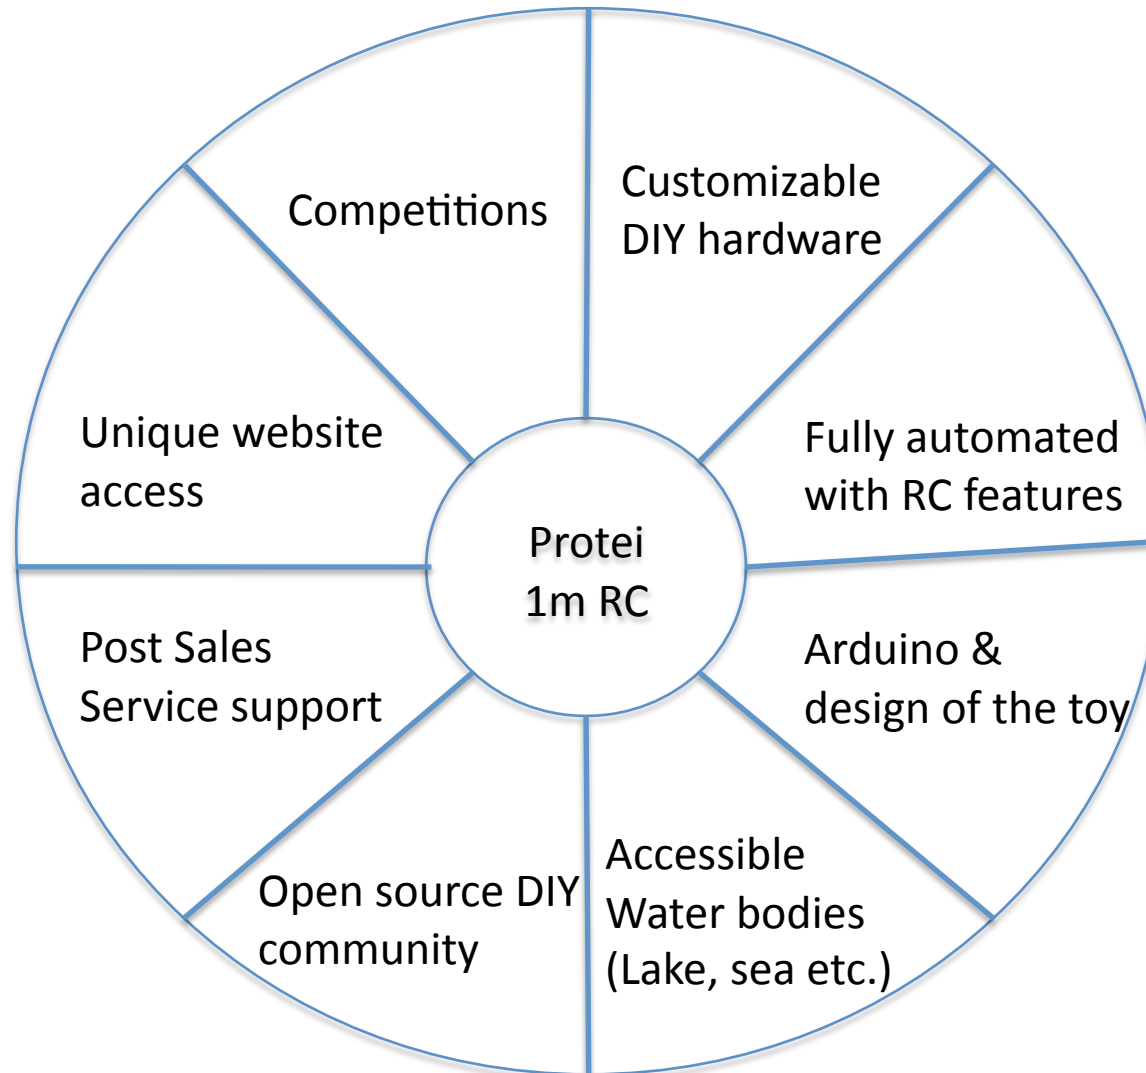 Competitions
Customizable
DIY hardware
Unique website
access
Fully automated
with RC features
Protei
1m RC
Post Sales
Service support
Arduino &
design of the toy
Open source DIY
community
Accessible
Water bodies
(Lake, sea etc.)